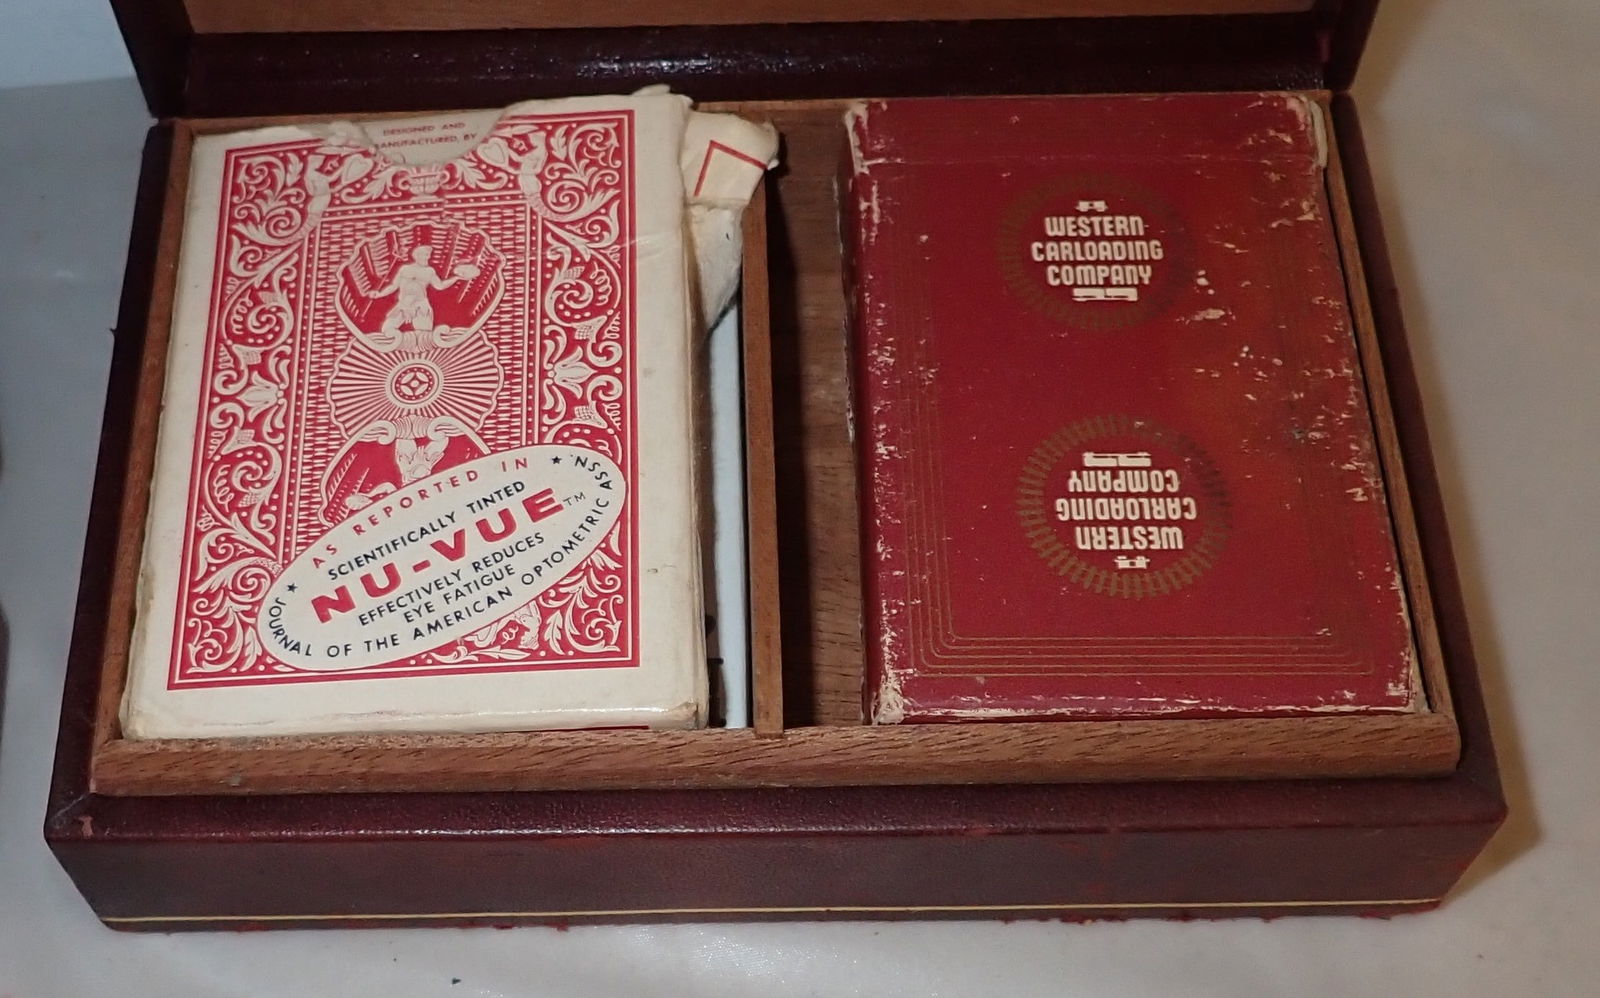 DESIGNED AND
MANUFACTURED BY
★ AS REPORTED IN ★
SCIENTIFICALLY TINTED
NU-VUE™
EFFECTIVELY REDUCES
EYE FATIGUE
JOURNAL OF THE AMERICAN OPTOMETRIC ASS'N
WESTERN
CARLOADING
COMPANY
WESTERN
CARLOADING
COMPANY